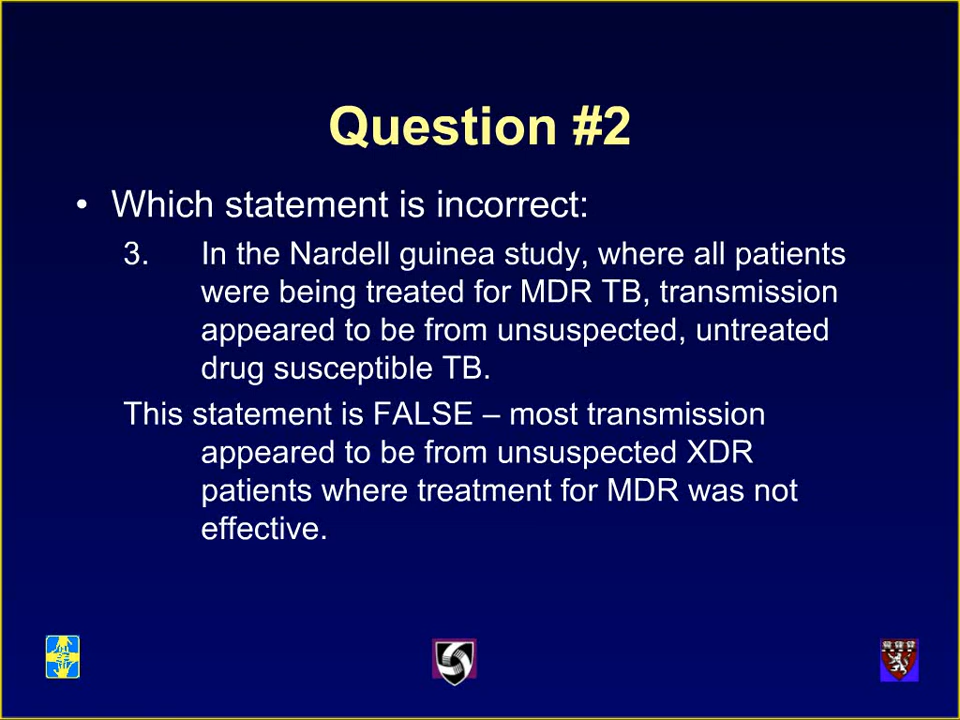 Question #2
• Which statement is incorrect:
3. In the Nardell guinea study, where all patients
were being treated for MDR TB, transmission
appeared to be from unsuspected, untreated
drug susceptible TB.
This statement is FALSE – most transmission
appeared to be from unsuspected XDR
patients where treatment for MDR was not
effective.